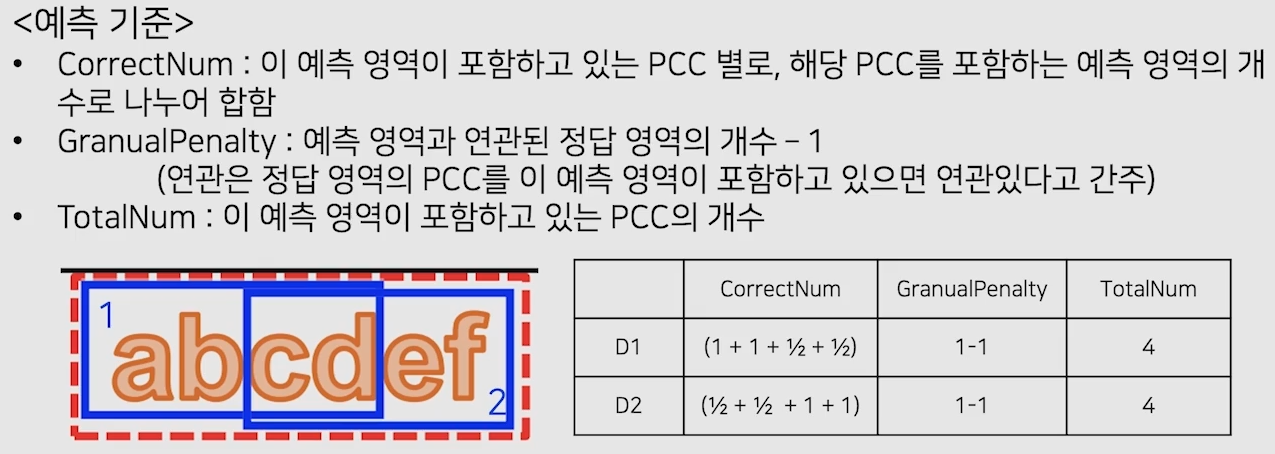 <예측 기준>
• CorrectNum : 이 예측 영역이 포함하고 있는 PCC 별로, 해당 PCC를 포함하는 예측 영역의 개
수로 나누어 합함
• GranualPenalty : 예측 영역과 연관된 정답 영역의 개수 – 1
(연관은 정답 영역의 PCC를 이 예측 영역이 포함하고 있으면 연관있다고 간주)
• TotalNum : 이 예측 영역이 포함하고 있는 PCC의 개수
1
abcdef
2
CorrectNum GranualPenalty TotalNum
D1 (1 + 1 + ½ + ½) 1-1 4
D2 (½ + ½ + 1 + 1) 1-1 4